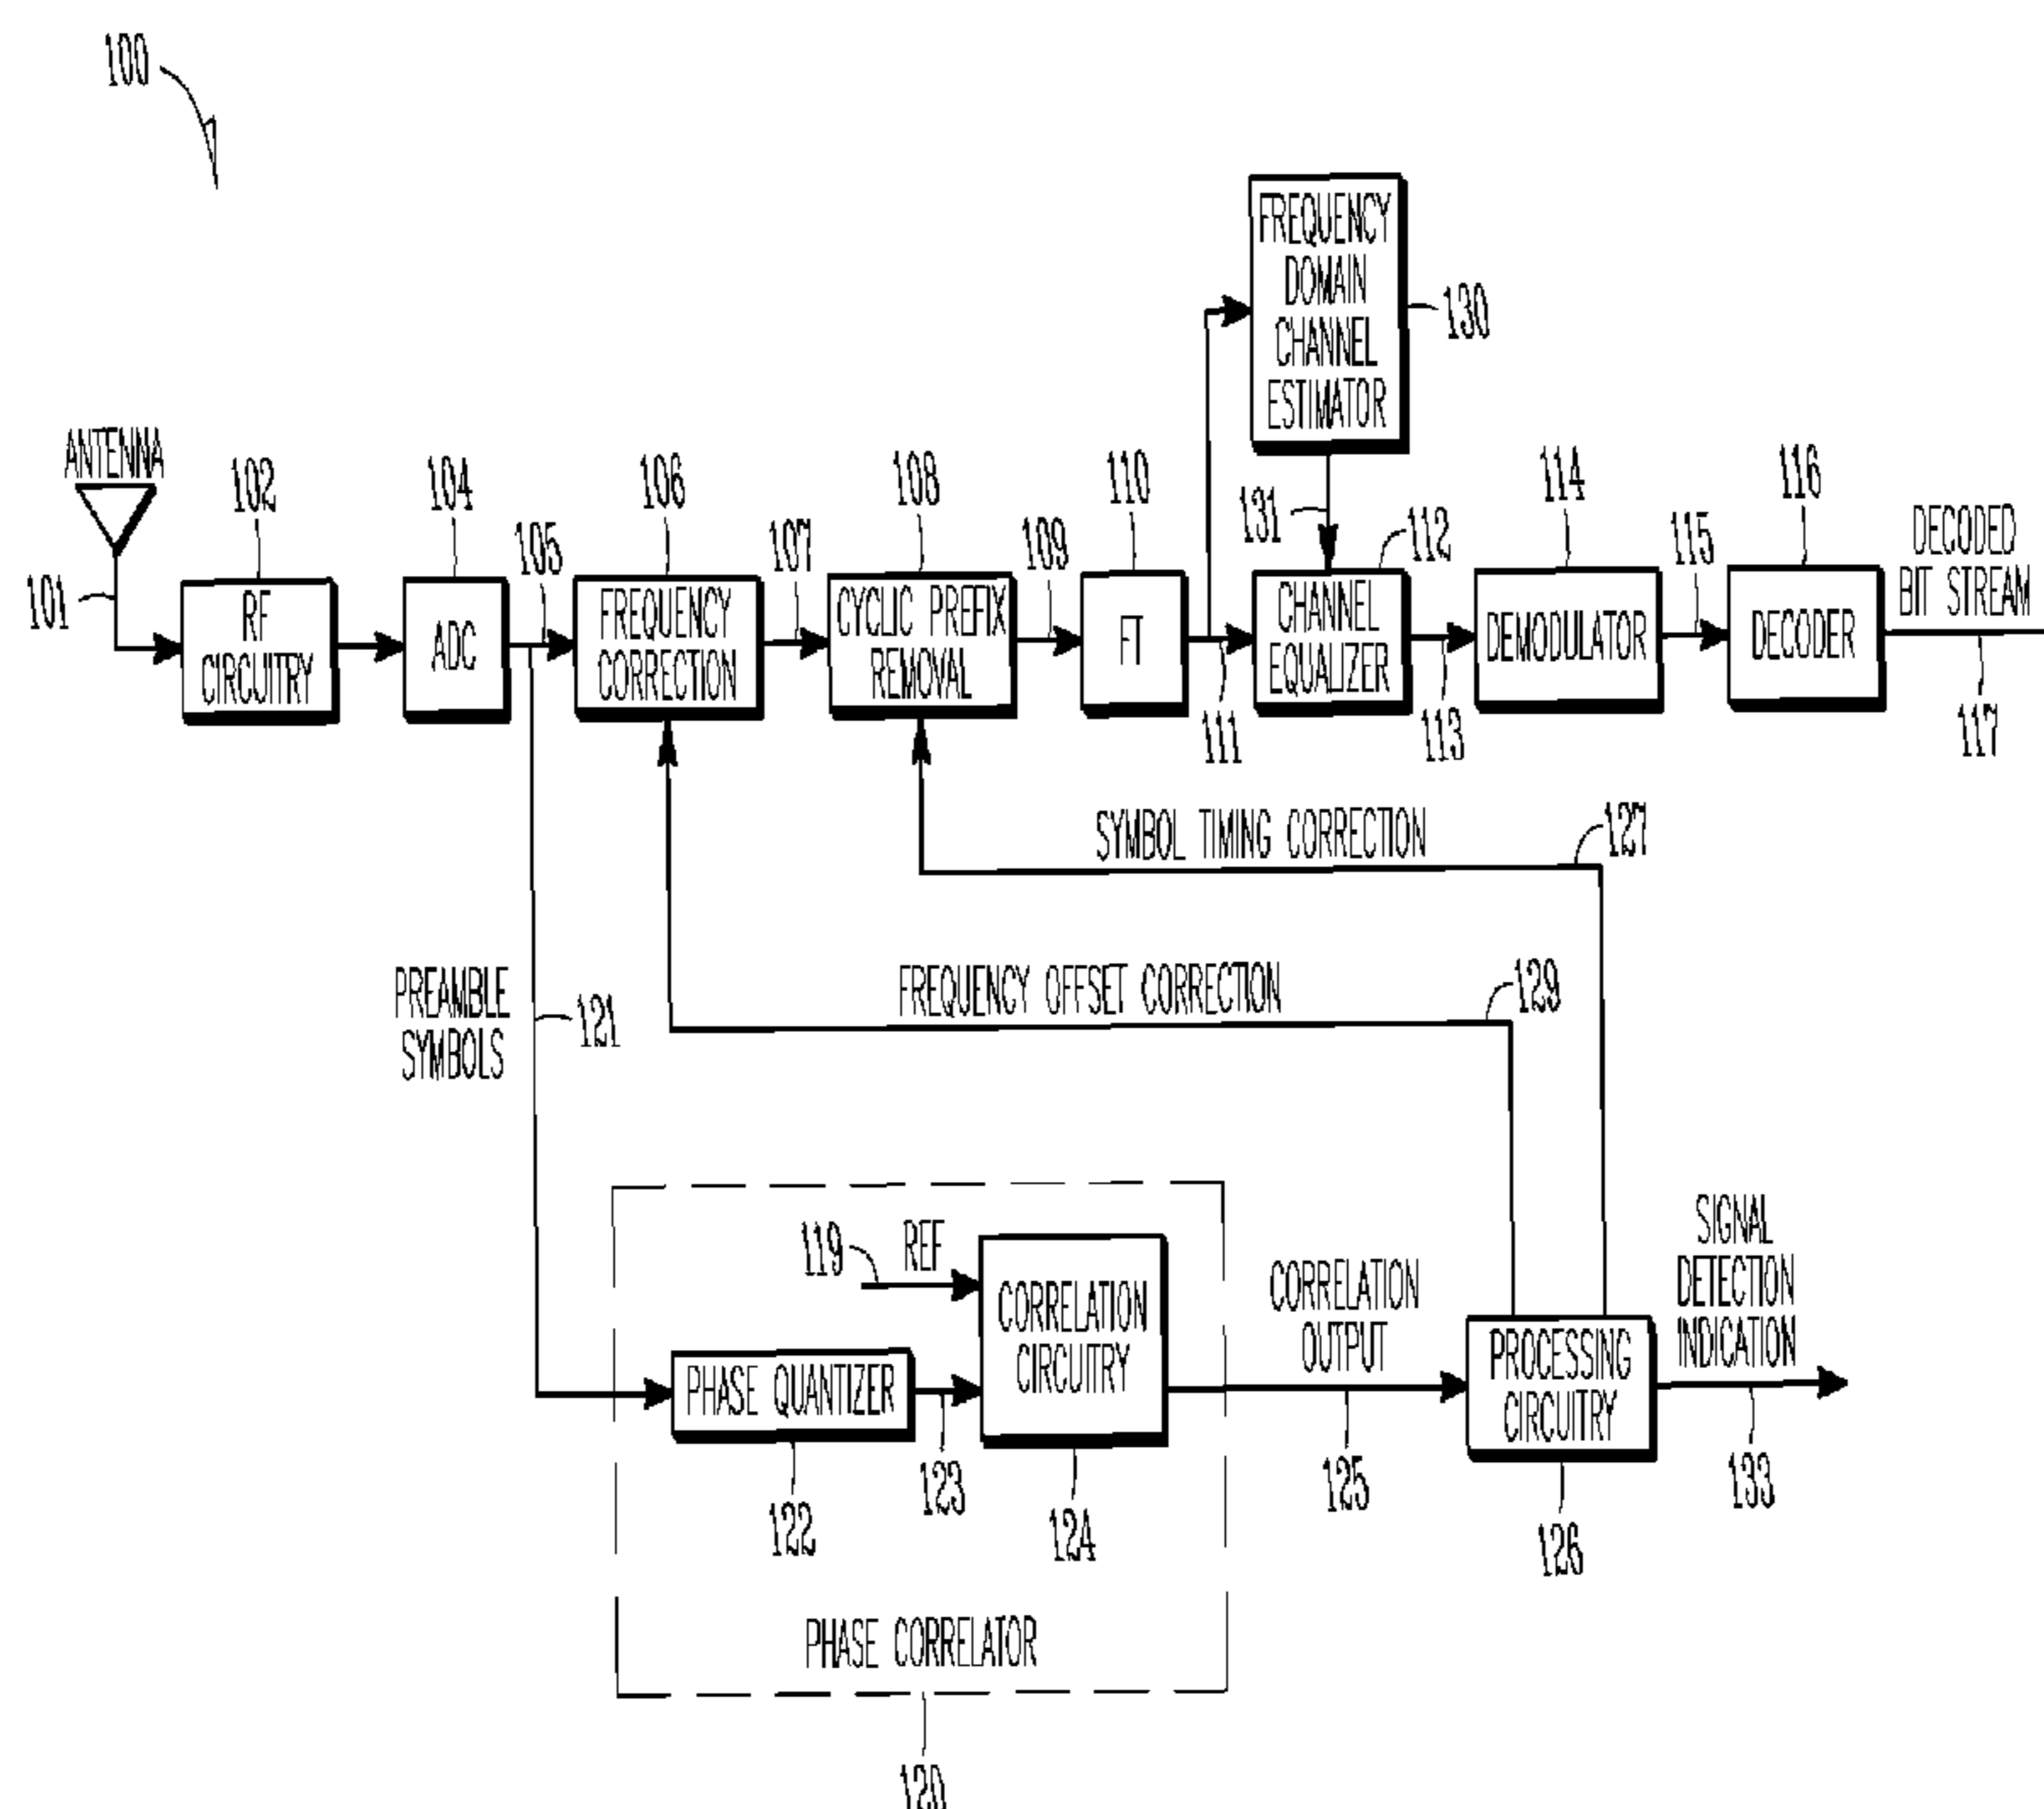 100
FREQUENCY
DOMAIN
CHANNEL
ESTIMATOR
130
ANTENNA
101
102
RF
CIRCUITRY
104
ADC
105
106
FREQUENCY
CORRECTION
107
108
CYCLIC PREFIX
REMOVAL
109
110
FT
111
131
112
CHANNEL
EQUALIZER
113
114
DEMODULATOR
115
116
DECODER
DECODED
BIT STREAM
117
SYMBOL TIMING CORRECTION
127
FREQUENCY OFFSET CORRECTION
129
PREAMBLE
SYMBOLS
121
119
REF
CORRELATION
CIRCUITRY
PHASE QUANTIZER
122
123
124
CORRELATION
OUTPUT
125
PROCESSING
CIRCUITRY
126
SIGNAL
DETECTION
INDICATION
133
PHASE CORRELATOR
120